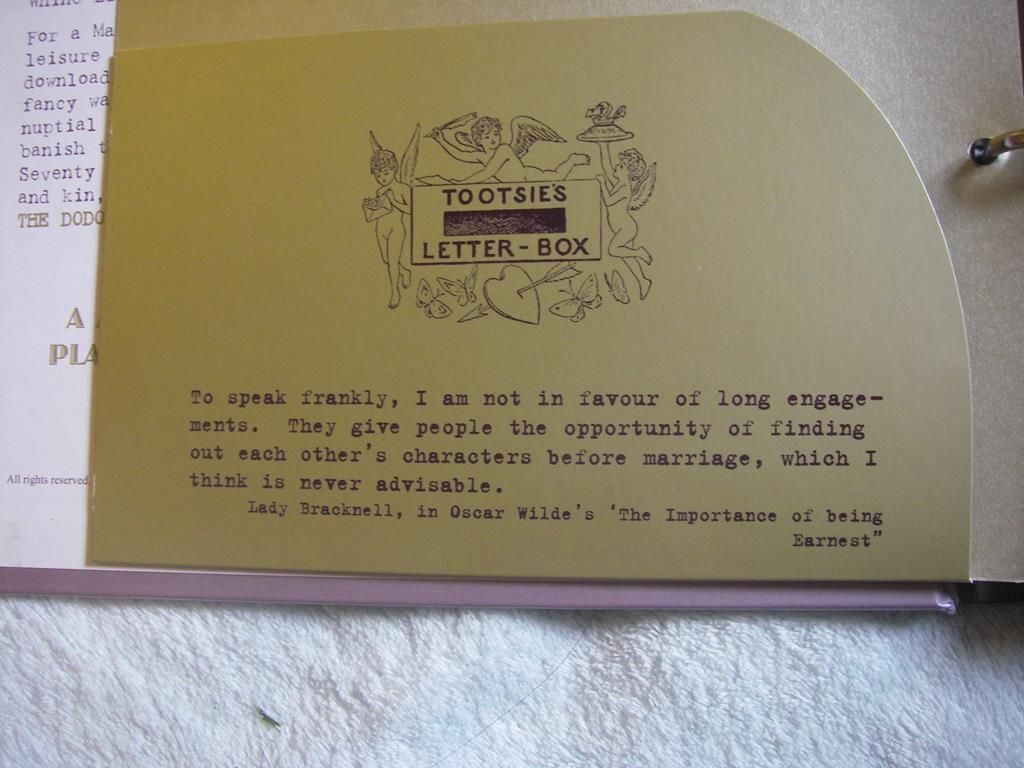 For a Ma
leisure
download
fancy wa
nuptial
banish t
Seventy
and kin,
THE DODO
A
PLA
All rights reserved.
TOOTSIE'S
LETTER-BOX
To speak frankly, I am not in favour of long engage-
ments. They give people the opportunity of finding
out each other's characters before marriage, which I
think is never advisable.
Lady Bracknell, in Oscar Wilde's 'The Importance of being
Earnest"